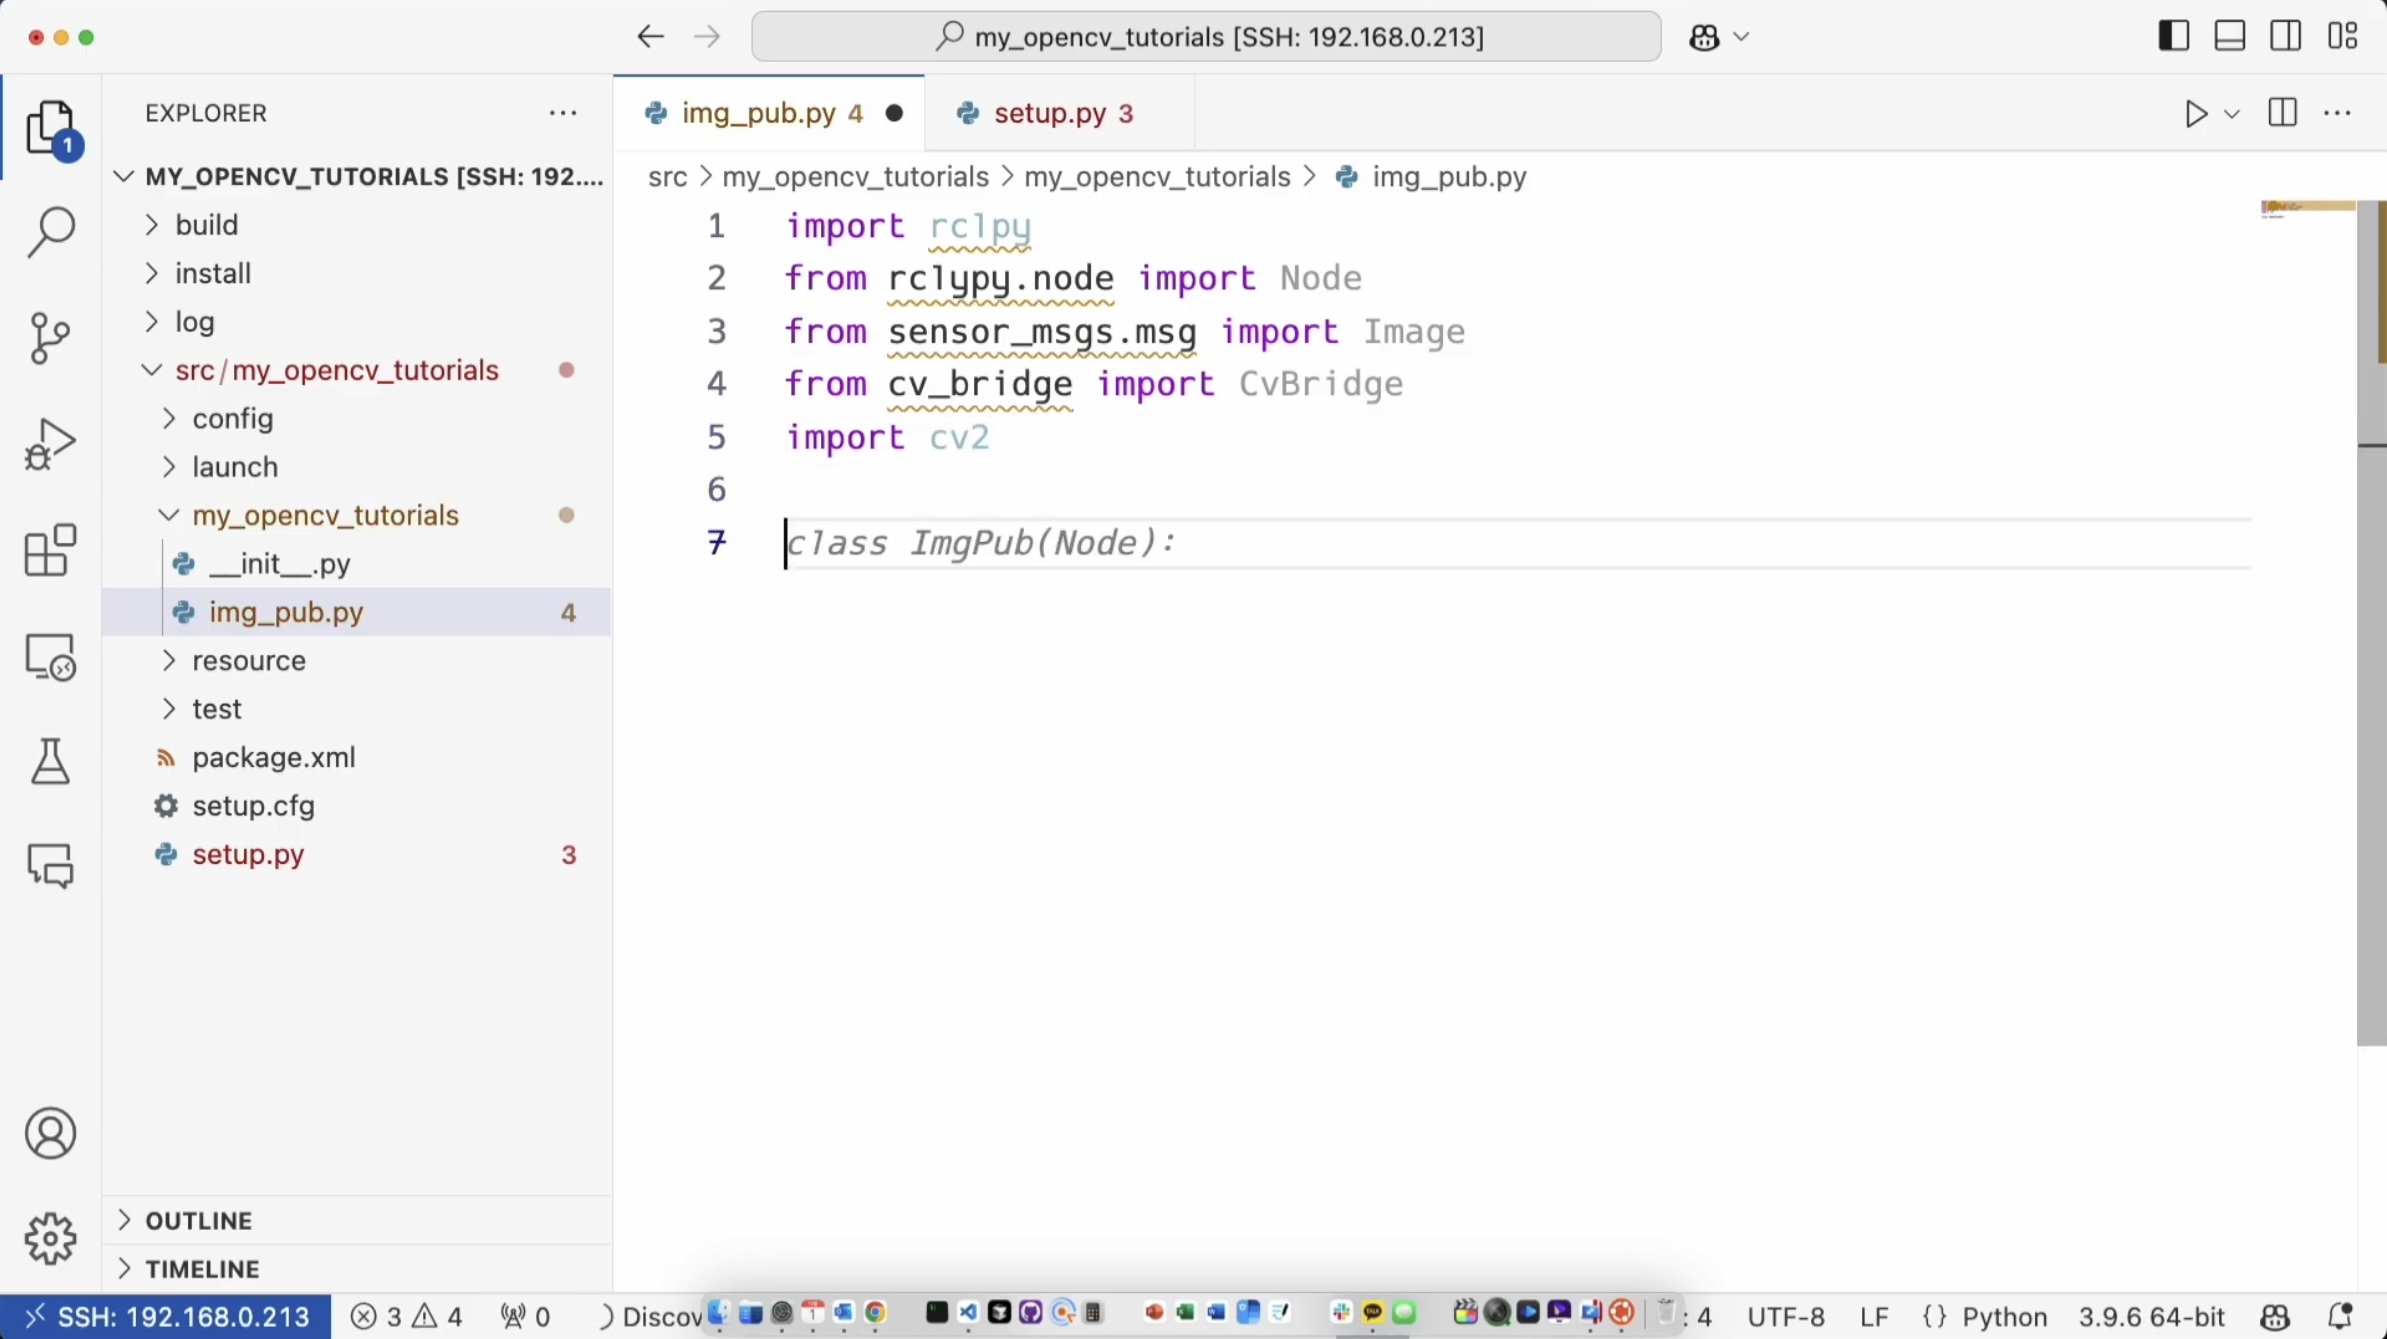 my_opencv_tutorials [SSH: 192.168.0.213]
EXPLORER
img_pub.py 4
setup.py 3
MY_OPENCV_TUTORIALS [SSH: 192....
src > my_opencv_tutorials > my_opencv_tutorials > img_pub.py
build
install
log
src/my_opencv_tutorials
config
launch
my_opencv_tutorials
__init__.py
img_pub.py 4
resource
test
package.xml
setup.cfg
setup.py 3
OUTLINE
TIMELINE
1 import rclpy
2 from rclypy.node import Node
3 from sensor_msgs.msg import Image
4 from cv_bridge import CvBridge
5 import cv2
6
7 class ImgPub(Node):
1
SSH: 192.168.0.213 3 4 0 Discov : 4 UTF-8 LF {} Python 3.9.6 64-bit